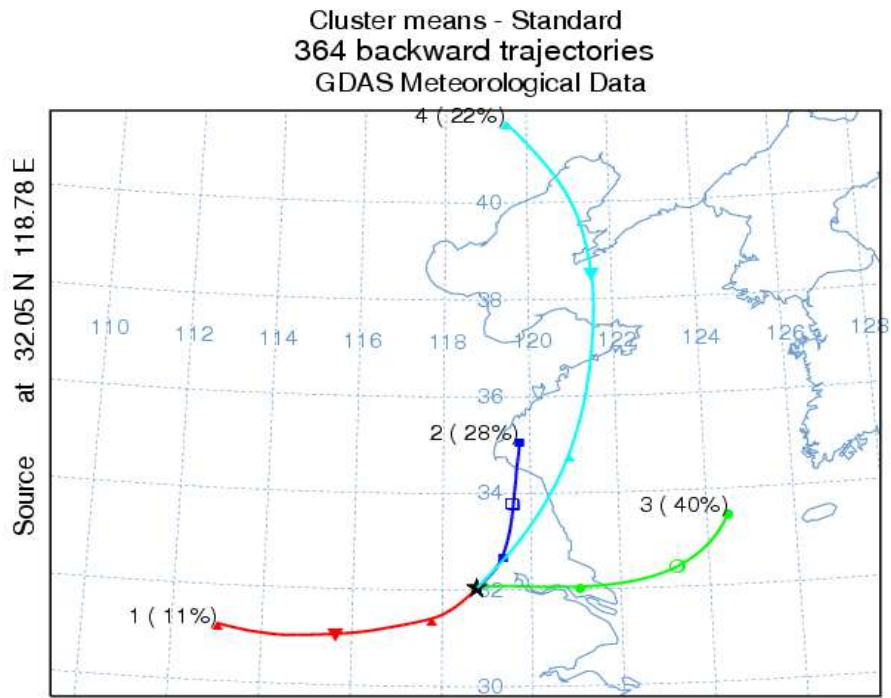 Cluster means - Standard
364 backward trajectories
GDAS Meteorological Data
Source at 32.05 N 118.78 E
4 ( 22%)
40
38
110 112 114 116 118 120 122 124 126 128
36
2 ( 28%)
34
3 ( 40%)
32
1 ( 11%)
30